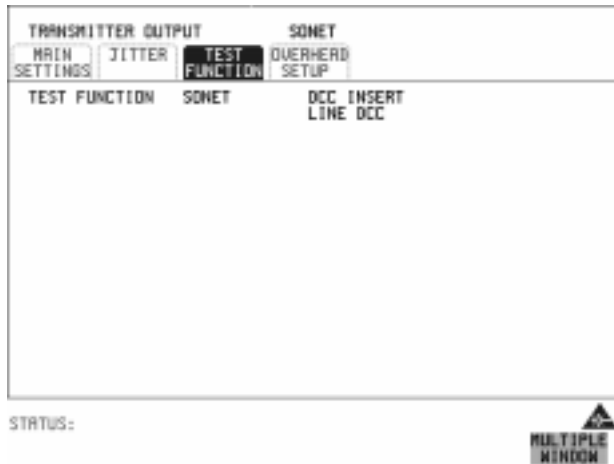 TRANSMITTER OUTPUT SONET
MAIN SETTINGS JITTER TEST FUNCTION OVERHEAD SETUP
TEST FUNCTION SONET DCC INSERT
LINE DCC
STATUS:
MULTIPLE
WINDOW